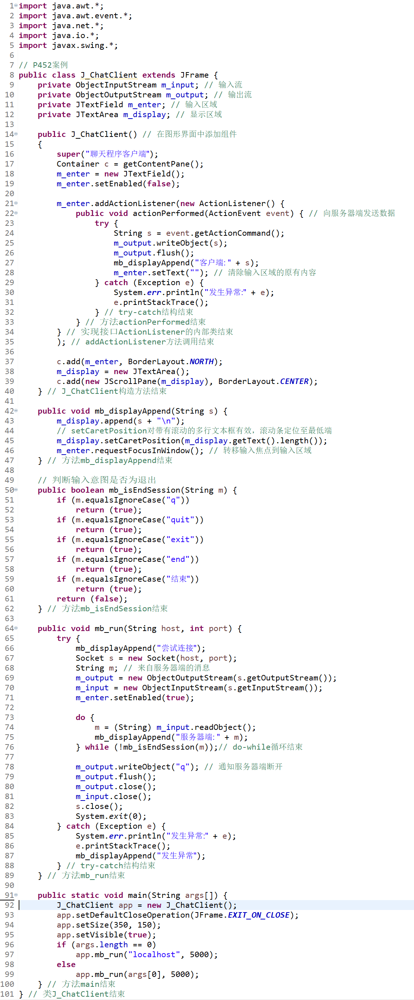 1 import java.awt.*;
2 import java.awt.event.*;
3 import java.net.*;
4 import java.io.*;
5 import javax.swing.*;
6
7 // P452案例
8 public class J_ChatClient extends JFrame {
9     private ObjectInputStream m_input; // 输入流
10     private ObjectOutputStream m_output; // 输出流
11     private JTextField m_enter; // 输入区域
12     private JTextArea m_display; // 显示区域
13
14     public J_ChatClient() // 在图形界面中添加组件
15     {
16         super("聊天程序客户端");
17         Container c = getContentPane();
18         m_enter = new JTextField();
19         m_enter.setEnabled(false);
20
21         m_enter.addActionListener(new ActionListener() {
22             public void actionPerformed(ActionEvent event) { // 向服务器端发送数据
23                 try {
24                     String s = event.getActionCommand();
25                     m_output.writeObject(s);
26                     m_output.flush();
27                     mb_displayAppend("客户端: " + s);
28                     m_enter.setText(""); // 清除输入区域的原有内容
29                 } catch (Exception e) {
30                     System.err.println("发生异常:" + e);
31                     e.printStackTrace();
32                 } // try-catch结构结束
33             } // 方法actionPerformed结束
34         } // 实现接口ActionListener的内部类结束
35         ); // addActionListener方法调用结束
36
37         c.add(m_enter, BorderLayout.NORTH);
38         m_display = new JTextArea();
39         c.add(new JScrollPane(m_display), BorderLayout.CENTER);
40     } // J_ChatClient构造方法结束
41
42     public void mb_displayAppend(String s) {
43         m_display.append(s + "\n");
44         // setCaretPosition对带有滚动的多行文本框有效，滚动条定位至最低端
45         m_display.setCaretPosition(m_display.getText().length());
46         m_enter.requestFocusInWindow(); // 转移输入焦点到输入区域
47     } // 方法mb_displayAppend结束
48
49     // 判断输入意图是否为退出
50     public boolean mb_isEndSession(String m) {
51         if (m.equalsIgnoreCase("q"))
52             return (true);
53         if (m.equalsIgnoreCase("quit"))
54             return (true);
55         if (m.equalsIgnoreCase("exit"))
56             return (true);
57         if (m.equalsIgnoreCase("end"))
58             return (true);
59         if (m.equalsIgnoreCase("结束"))
60             return (true);
61         return (false);
62     } // 方法mb_isEndSession结束
63
64     public void mb_run(String host, int port) {
65         try {
66             mb_displayAppend("尝试连接");
67             Socket s = new Socket(host, port);
68             String m; // 来自服务器端的消息
69             m_output = new ObjectOutputStream(s.getOutputStream());
70             m_input = new ObjectInputStream(s.getInputStream());
71             m_enter.setEnabled(true);
72
73             do {
74                 m = (String) m_input.readObject();
75                 mb_displayAppend("服务器端: " + m);
76             } while (!mb_isEndSession(m));// do-while循环结束
77
78             m_output.writeObject("q"); // 通知服务器端断开
79             m_output.flush();
80             m_output.close();
81             m_input.close();
82             s.close();
83             System.exit(0);
84         } catch (Exception e) {
85             System.err.println("发生异常:" + e);
86             e.printStackTrace();
87             mb_displayAppend("发生异常");
88         } // try-catch结构结束
89     } // 方法mb_run结束
90
91     public static void main(String args[]) {
92         J_ChatClient app = new J_ChatClient();
93         app.setDefaultCloseOperation(JFrame.EXIT_ON_CLOSE);
94         app.setSize(350, 150);
95         app.setVisible(true);
96         if (args.length == 0)
97             app.mb_run("localhost", 5000);
98         else
99             app.mb_run(args[0], 5000);
100     } // 方法main结束
101 } // 类J_ChatClient结束